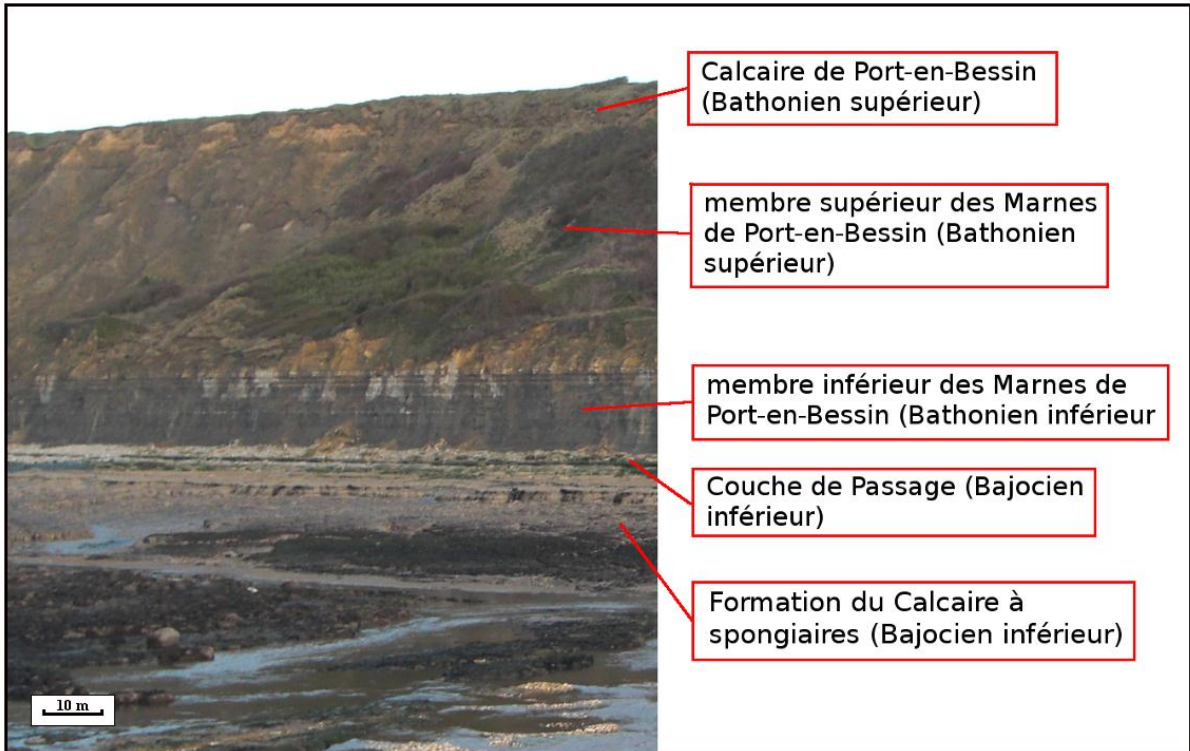 Calcaire de Port-en-Bessin
(Bathonien supérieur)
membre supérieur des Marnes
de Port-en-Bessin (Bathonien
supérieur)
membre inférieur des Marnes de
Port-en-Bessin (Bathonien inférieur
Couche de Passage (Bajocien
inférieur)
Formation du Calcaire à
spongiaires (Bajocien inférieur)
10 m